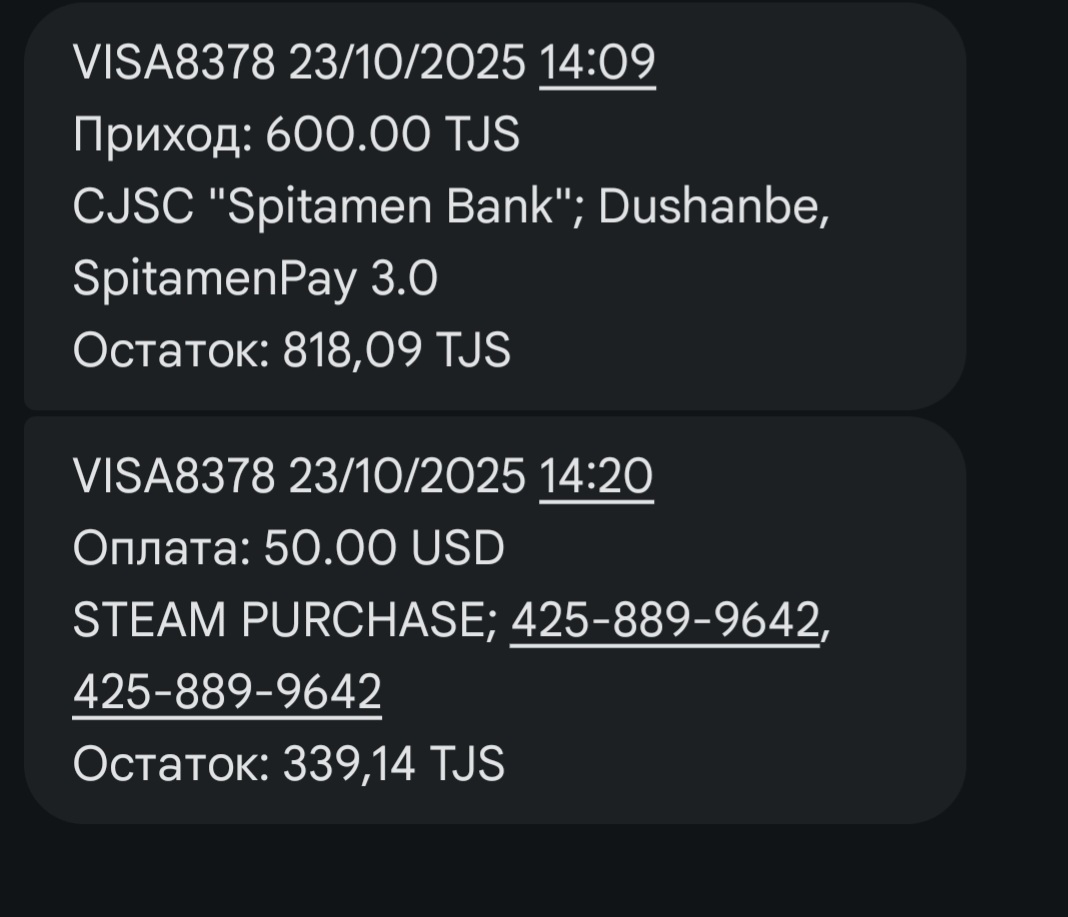 VISA8378 23/10/2025 14:09
Приход: 600.00 TJS
CJSC "Spitamen Bank"; Dushanbe,
SpitamenPay 3.0
Остаток: 818,09 TJS
VISA8378 23/10/2025 14:20
Оплата: 50.00 USD
STEAM PURCHASE; 425-889-9642,
425-889-9642
Остаток: 339,14 TJS